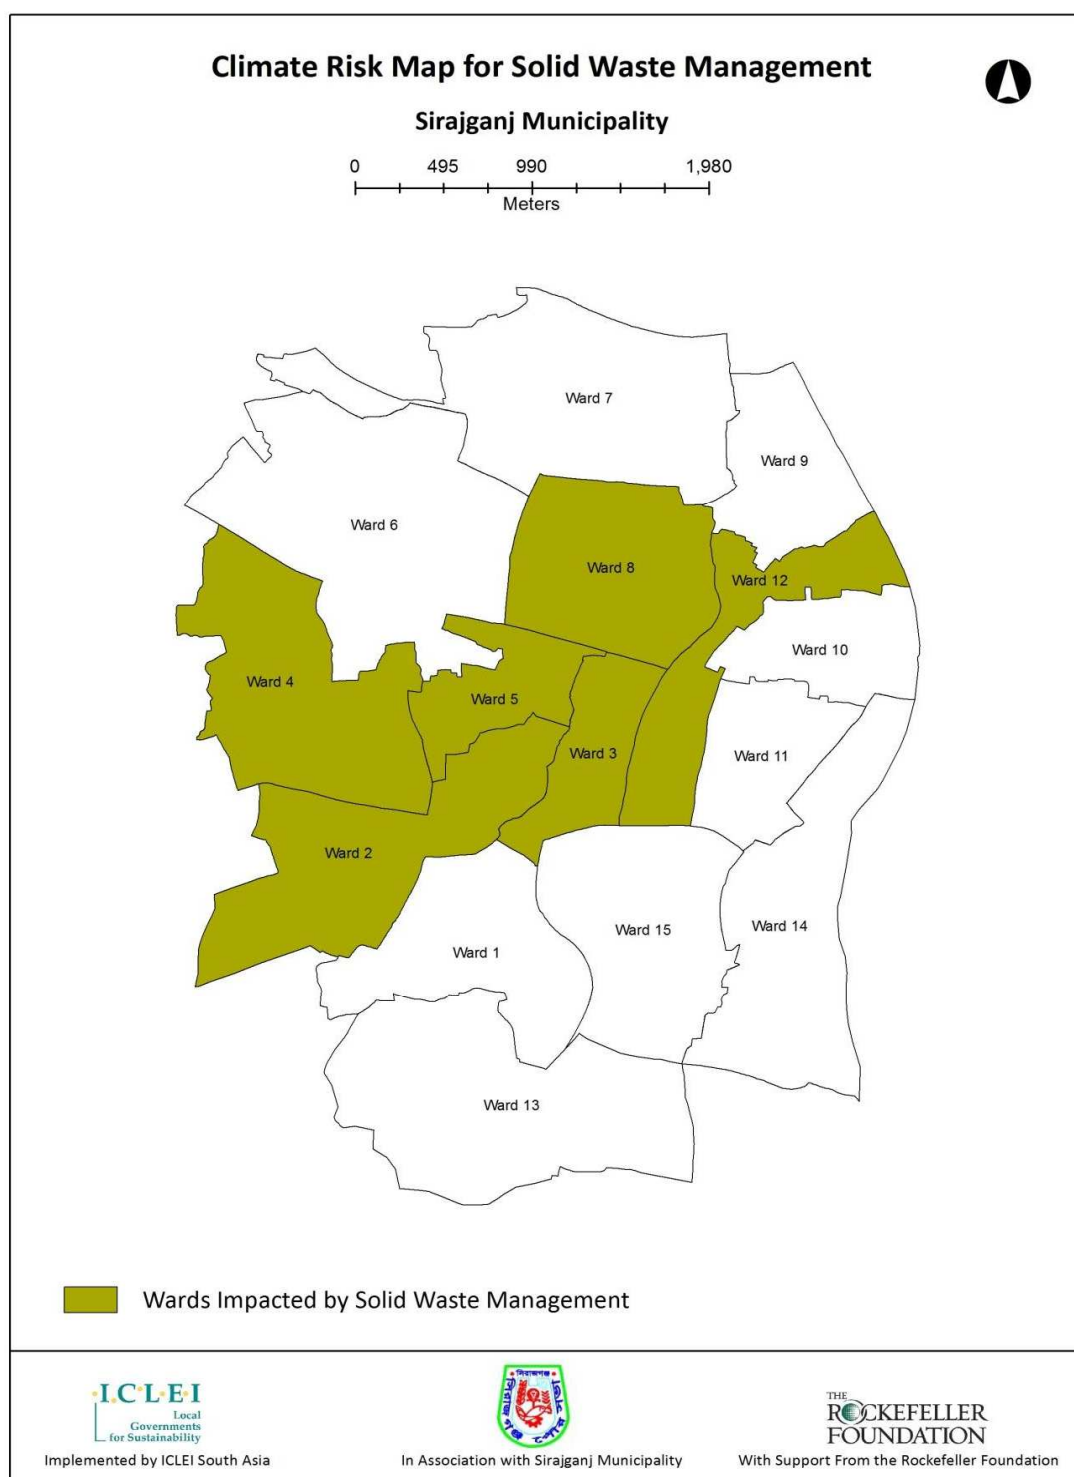 Climate Risk Map for Solid Waste Management
Sirajganj Municipality
0 495 990 1,980
Meters
Ward 7
Ward 9
Ward 6
Ward 8
Ward 12
Ward 10
Ward 4
Ward 5
Ward 3
Ward 11
Ward 2
Ward 15
Ward 14
Ward 1
Ward 13
Wards Impacted by Solid Waste Management
I.C.L.E.I
Local
Governments
for Sustainability
Implemented by ICLEI South Asia
সিরাজগঞ্জ
In Association with Sirajganj Municipality
THE
ROCKEFELLER
FOUNDATION
With Support From the Rockefeller Foundation